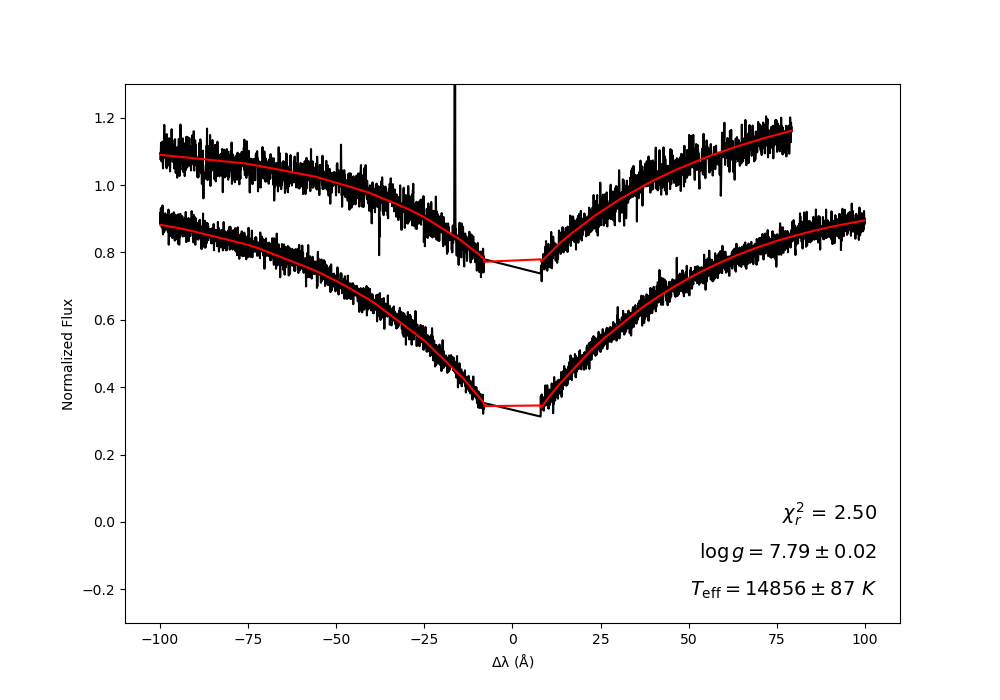 1.2
1.0
0.8
0.6
0.4
0.2
0.0
−0.2
Normalized Flux
χ²ᵣ = 2.50
log g = 7.79 ± 0.02
T_eff = 14856 ± 87 K
−100 −75 −50 −25 0 25 50 75 100
Δλ (Å)